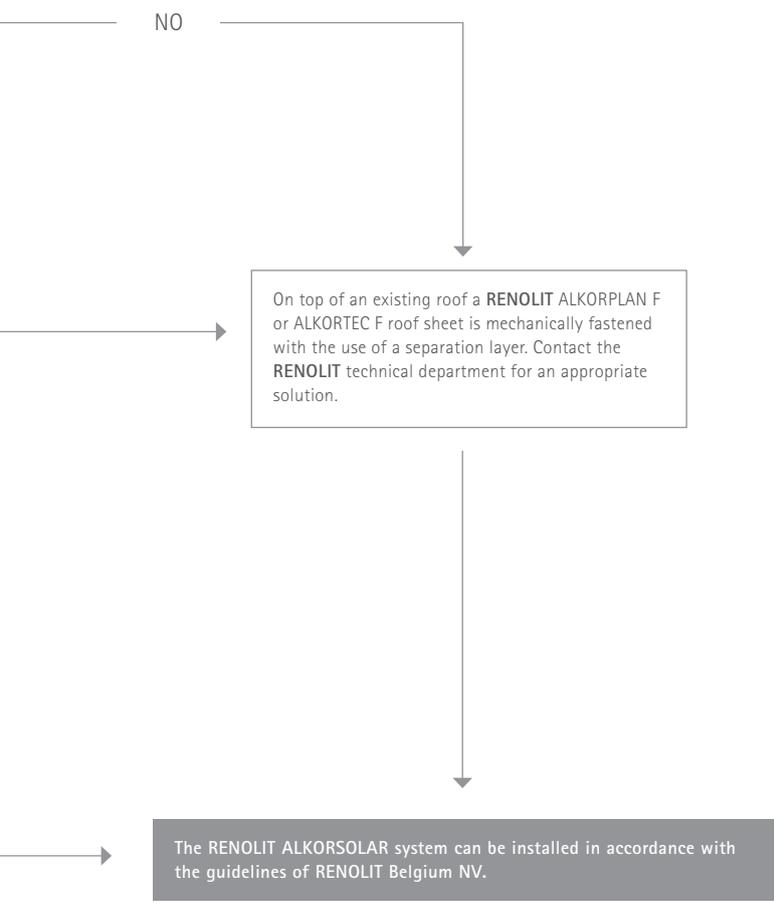 NO
On top of an existing roof a RENOLIT ALKORPLAN F
or ALKORTEC F roof sheet is mechanically fastened
with the use of a separation layer. Contact the
RENOLIT technical department for an appropriate
solution.
The RENOLIT ALKORSOLAR system can be installed in accordance with
the guidelines of RENOLIT Belgium NV.